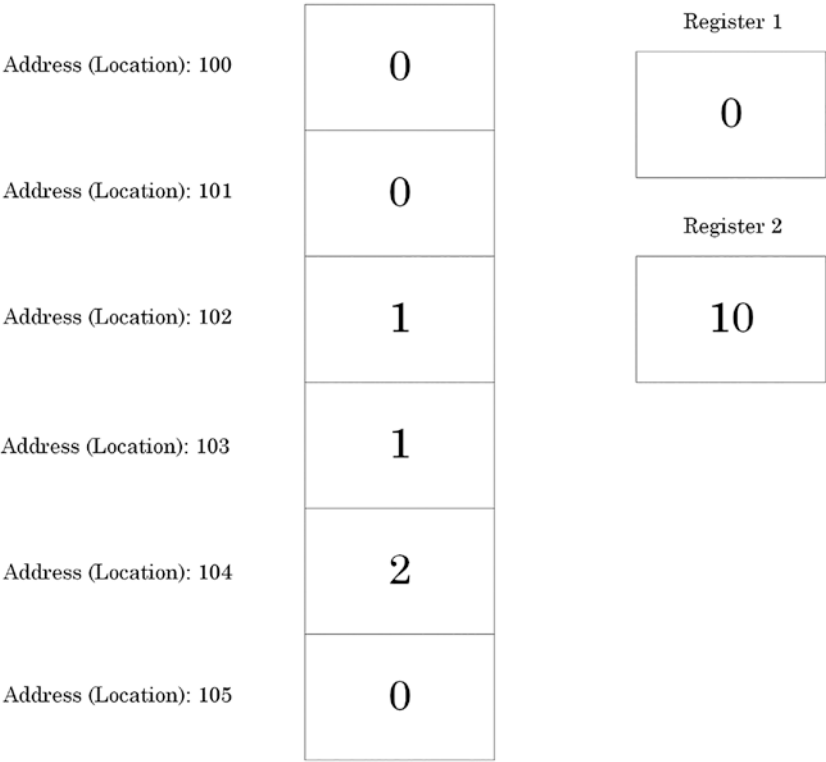 Address (Location): 100
0
Address (Location): 101
0
Address (Location): 102
1
Address (Location): 103
1
Address (Location): 104
2
Address (Location): 105
0
Register 1
0
Register 2
10